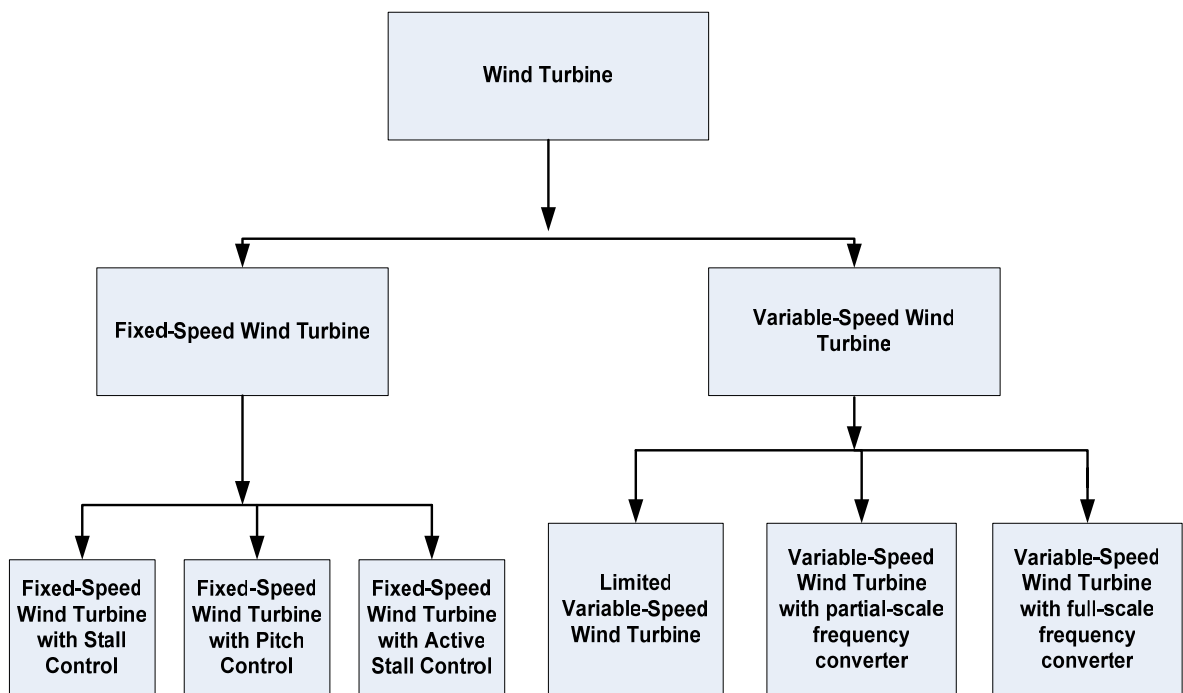 Wind Turbine
Fixed-Speed Wind Turbine
Variable-Speed Wind
Turbine
Fixed-Speed
Wind Turbine
with Stall
Control
Fixed-Speed
Wind Turbine
with Pitch
Control
Fixed-Speed
Wind Turbine
with Active
Stall Control
Limited
Variable-Speed
Wind Turbine
Variable-Speed
Wind Turbine
with partial-scale
frequency
converter
Variable-Speed
Wind Turbine
with full-scale
frequency
converter